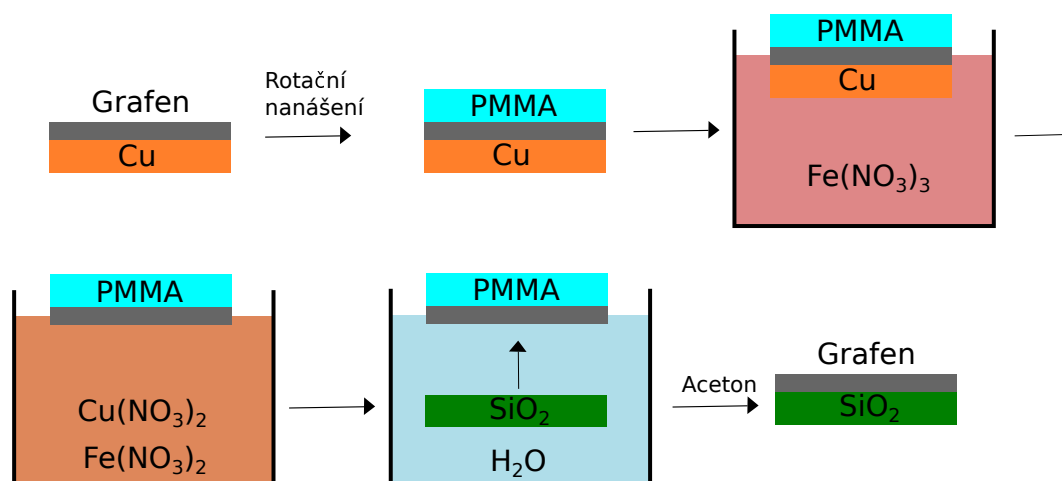 Grafen
Cu
Rotační
nanášení
PMMA
Cu
PMMA
Cu
Fe(NO₃)₃
PMMA
Cu(NO₃)₂
Fe(NO₃)₂
PMMA
SiO₂
H₂O
Aceton
Grafen
SiO₂